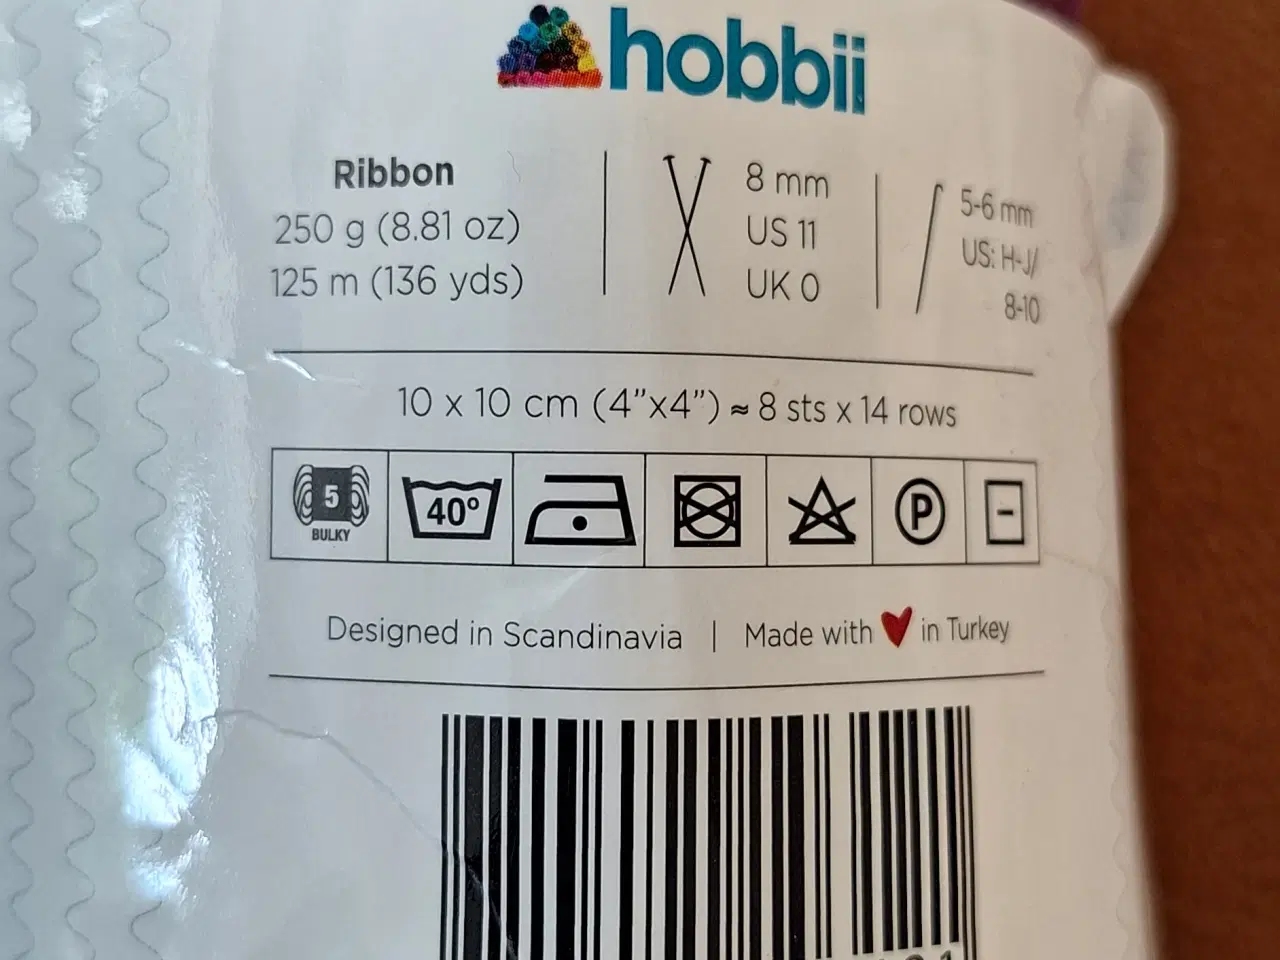 hobbii
Ribbon
250 g (8.81 oz)
125 m (136 yds)
8 mm
US 11
UK 0
5-6 mm
US: H-J/
8-10
10 x 10 cm (4”x4”) ≈ 8 sts x 14 rows
5
BULKY
40°
P
Designed in Scandinavia | Made with ❤ in Turkey